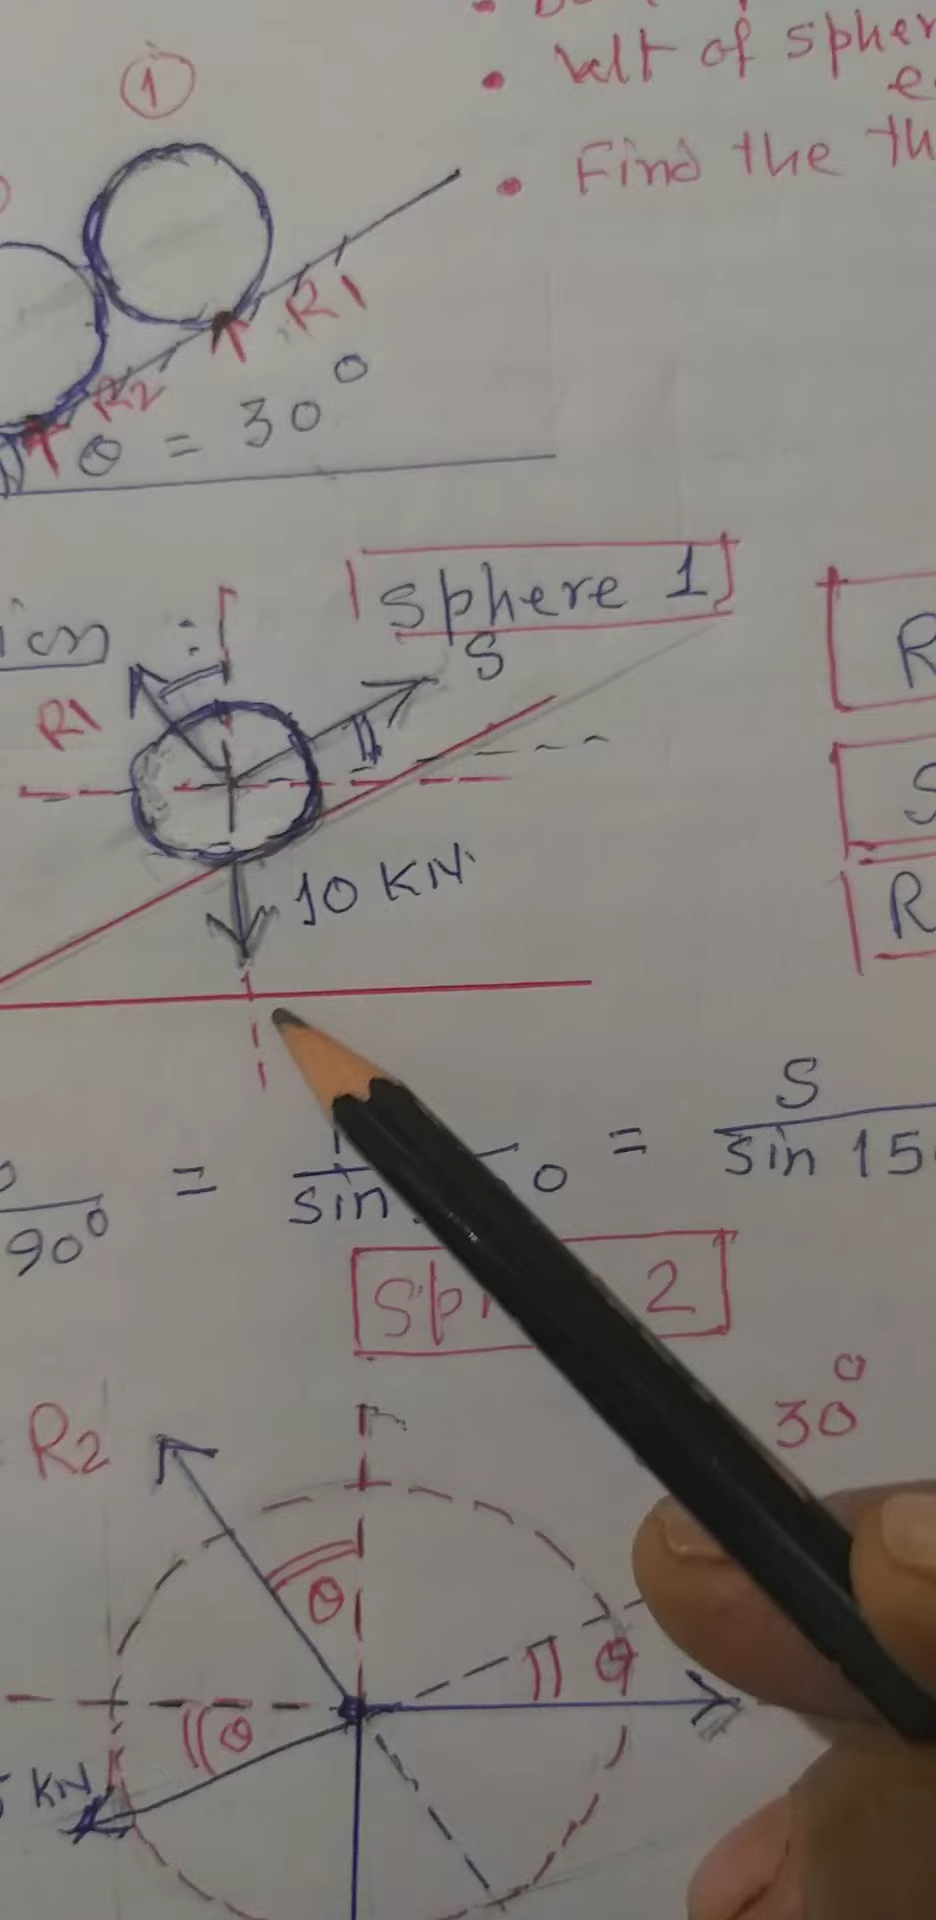 • Wt of spher
①
• Find the th
R1
R2
θ = 30°
ion :-
Sphere 1
S
R1
R
S
10 KN
R
90° = sin = S / sin 15
2
30°
R2
θ
θ
θ
KN